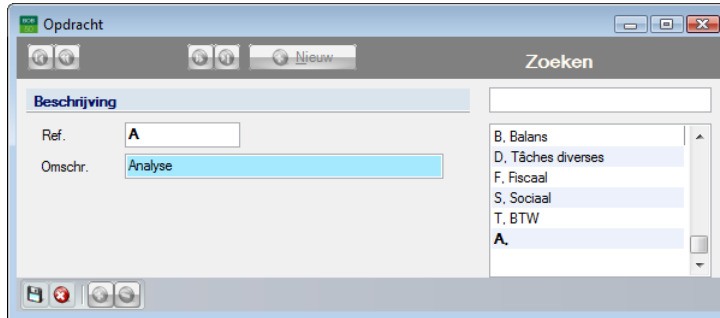 Opdracht
Nieuw
Zoeken
Beschrijving
Ref. A
Omschr. Analyse
B, Balans
D, Tâches diverses
F, Fiscaal
S, Sociaal
T, BTW
A,